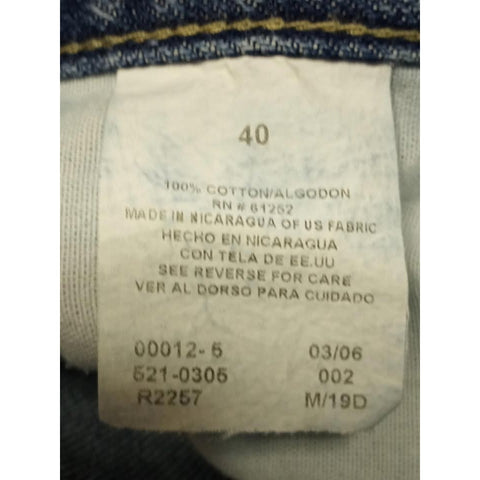 40
100% COTTON/ALGODON
RN # 61252
MADE IN NICARAGUA OF US FABRIC
HECHO EN NICARAGUA
CON TELA DE EE.UU
SEE REVERSE FOR CARE
VER AL DORSO PARA CUIDADO
00012-5 03/06
521-0305 002
R2257 M/19D